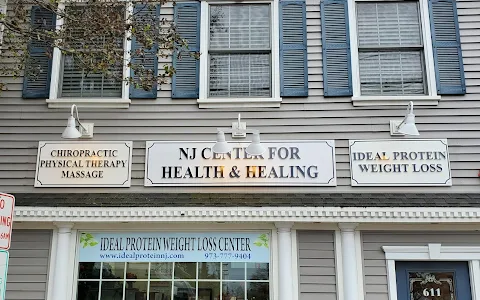 CHIROPRACTIC
PHYSICAL THERAPY
MASSAGE
NJ CENTER FOR
HEALTH & HEALING
IDEAL PROTEIN
WEIGHT LOSS
IDEAL PROTEIN WEIGHT LOSS CENTER
www.idealproteinnj.com 973-777-9404
611